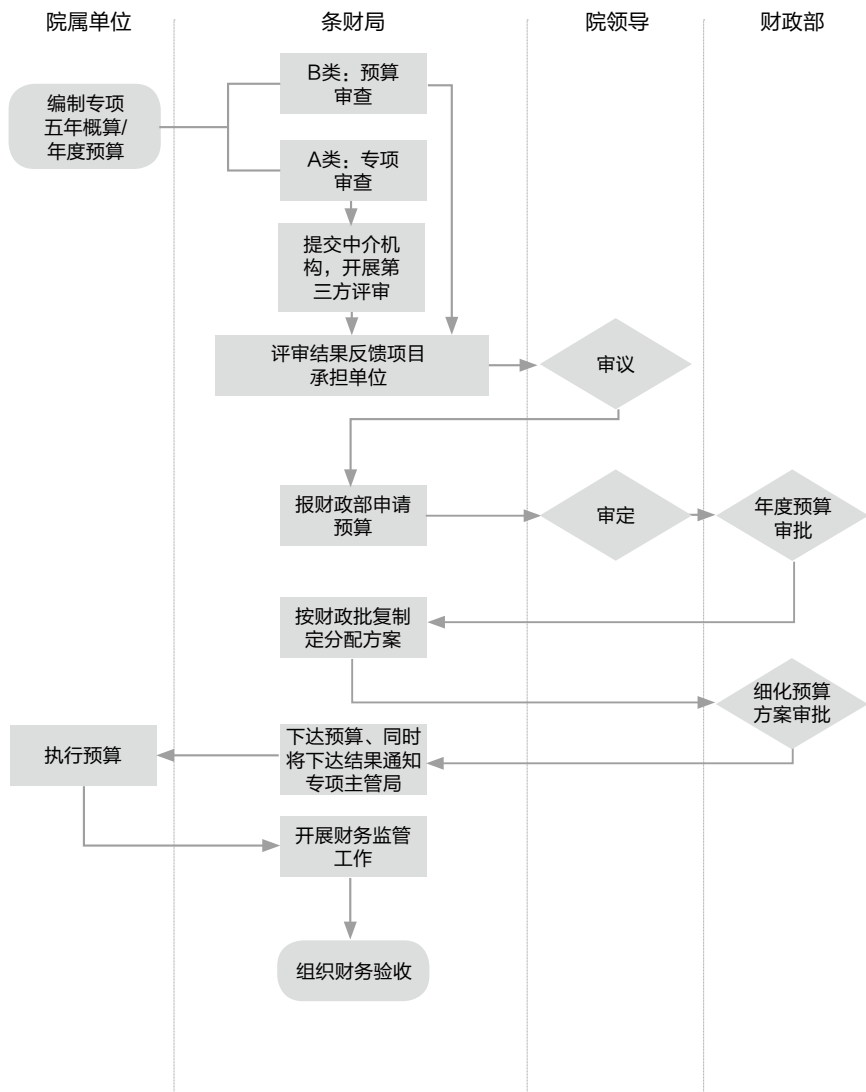 院属单位
条财局
院领导
财政部
编制专项
五年概算/
年度预算
B类：预算
审查
A类：专项
审查
提交中介机
构，开展第
三方评审
评审结果反馈项目
承担单位
审议
报财政部申请
预算
审定
年度预算
审批
按财政批复制
定分配方案
细化预算
方案审批
下达预算、同时
将下达结果通知
专项主管局
执行预算
开展财务监管
工作
组织财务验收